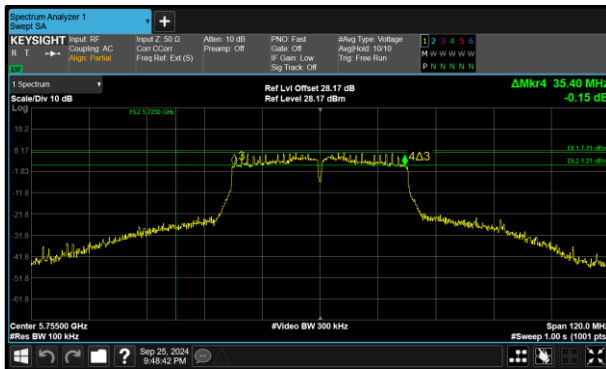 Spectrum Analyzer 1
Swept SA
KEYSIGHT
R T
Input: RF
Coupling: AC
Align: Partial
Input Z: 50 Ω
Corr CCorr
Freq Ref: Ext (S)
Atten: 10 dB
Preamp: Off
PNO: Fast
Gate: Off
IF Gain: Low
Sig Track: Off
#Avg Type: Voltage
Avg|Hold: 10/10
Trig: Free Run
1 2 3 4 5 6
M W W W W W
P N N N N N
1 Spectrum
Scale/Div 10 dB
Ref Lvl Offset 28.17 dB
Ref Level 28.17 dBm
ΔMkr4 35.40 MHz
-0.15 dB
Log
FL2 5.7250 GHz
18.2
8.17
-1.83
-11.8
-21.8
-31.8
-41.8
-51.8
-61.8
3
4Δ3
DL1 7.21 dBm
DL2 1.21 dBm
Center 5.75500 GHz
#Video BW 300 kHz
Span 120.0 MHz
#Res BW 100 kHz
#Sweep 1.00 s (1001 pts)
Sep 25, 2024
9:48:42 PM